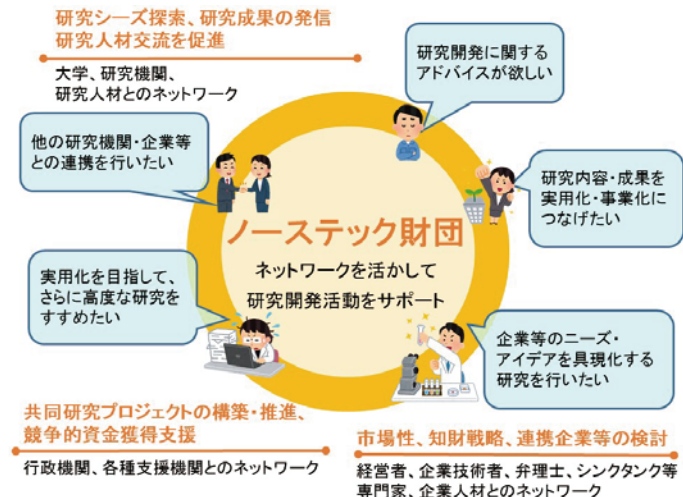 研究シーズ探索、研究成果の発信
研究人材交流を促進
大学、研究機関、
研究人材とのネットワーク
研究開発に関する
アドバイスが欲しい
他の研究機関・企業等
との連携を行いたい
研究内容・成果を
実用化・事業化に
つなげたい
ノーステック財団
ネットワークを活かして
研究開発活動をサポート
実用化を目指して、
さらに高度な研究を
すすめたい
企業等のニーズ・
アイデアを具現化する
研究を行いたい
共同研究プロジェクトの構築・推進、
競争的資金獲得支援
行政機関、各種支援機関とのネットワーク
市場性、知財戦略、連携企業等の検討
経営者、企業技術者、弁理士、シンクタンク等
専門家、企業人材とのネットワーク